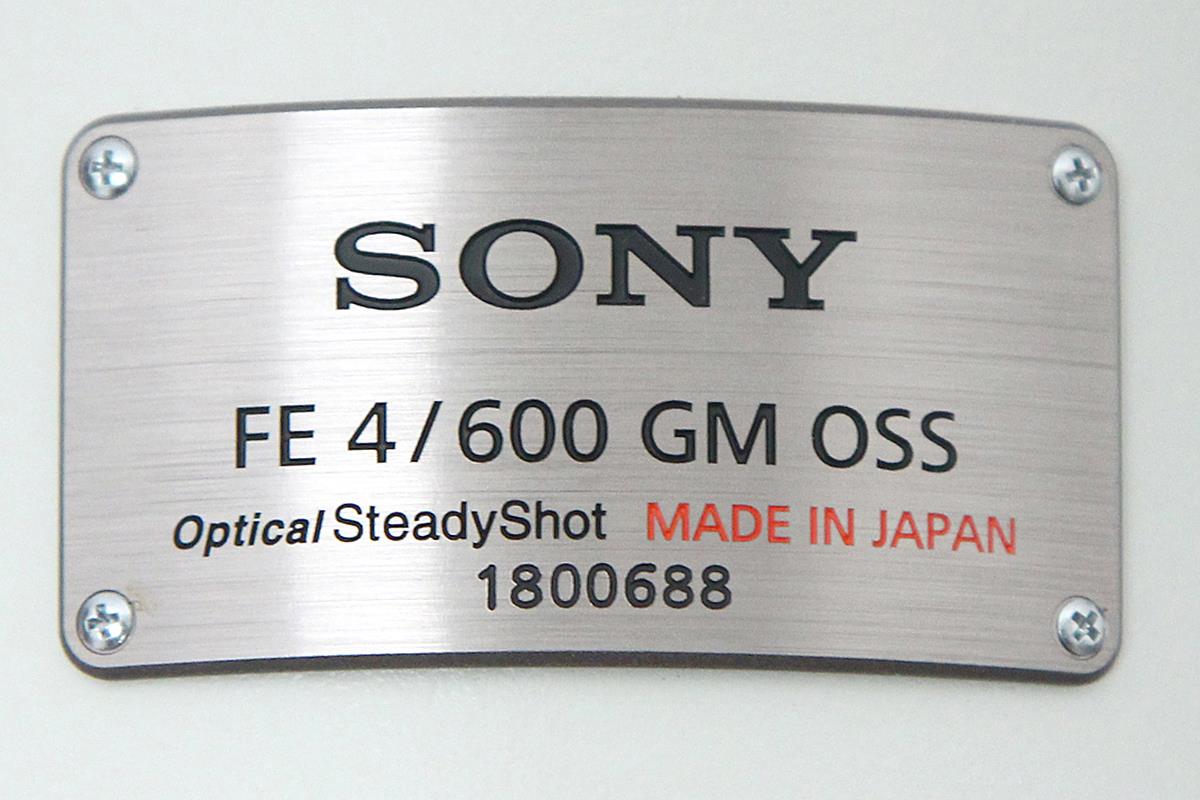 SONY
FE 4/600 GM OSS
Optical SteadyShot MADE IN JAPAN
1800688